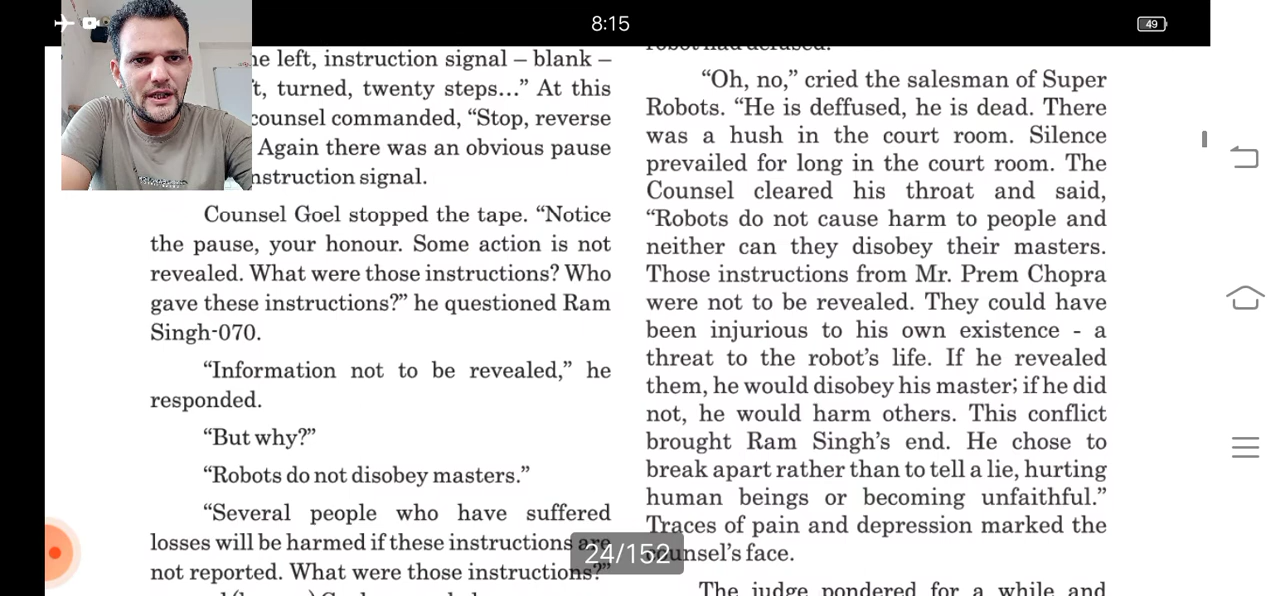 8:15
49
he left, instruction signal – blank –
t, turned, twenty steps…” At this
counsel commanded, “Stop, reverse
Again there was an obvious pause
nstruction signal.
Counsel Goel stopped the tape. “Notice
the pause, your honour. Some action is not
revealed. What were those instructions? Who
gave these instructions?” he questioned Ram
Singh-070.
“Information not to be revealed,” he
responded.
“But why?”
“Robots do not disobey masters.”
“Several people who have suffered
losses will be harmed if these instructions are
not reported. What were those instructions?”
robot had defused.
“Oh, no,” cried the salesman of Super
Robots. “He is deffused, he is dead. There
was a hush in the court room. Silence
prevailed for long in the court room. The
Counsel cleared his throat and said,
“Robots do not cause harm to people and
neither can they disobey their masters.
Those instructions from Mr. Prem Chopra
were not to be revealed. They could have
been injurious to his own existence - a
threat to the robot’s life. If he revealed
them, he would disobey his master; if he did
not, he would harm others. This conflict
brought Ram Singh’s end. He chose to
break apart rather than to tell a lie, hurting
human beings or becoming unfaithful.”
Traces of pain and depression marked the
counsel’s face.
The judge pondered for a while and
24/152